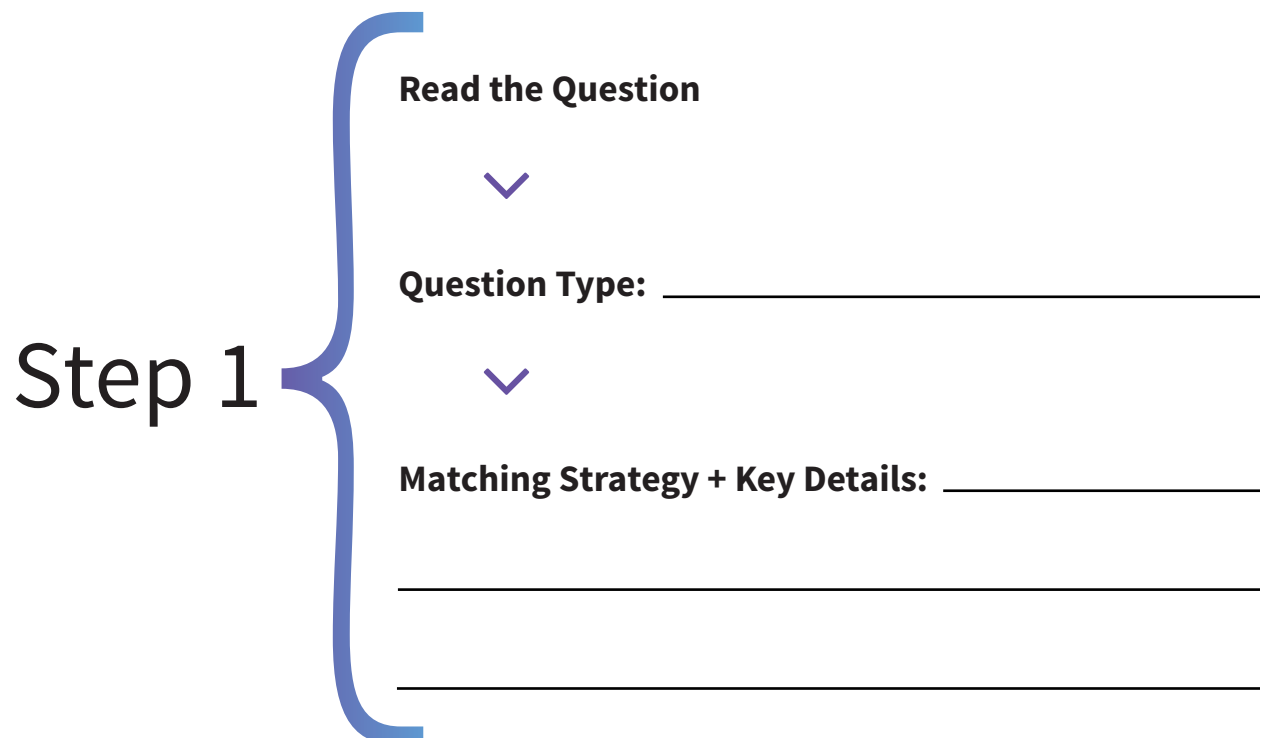 Read the Question
Question Type:
Step 1
Matching Strategy + Key Details: